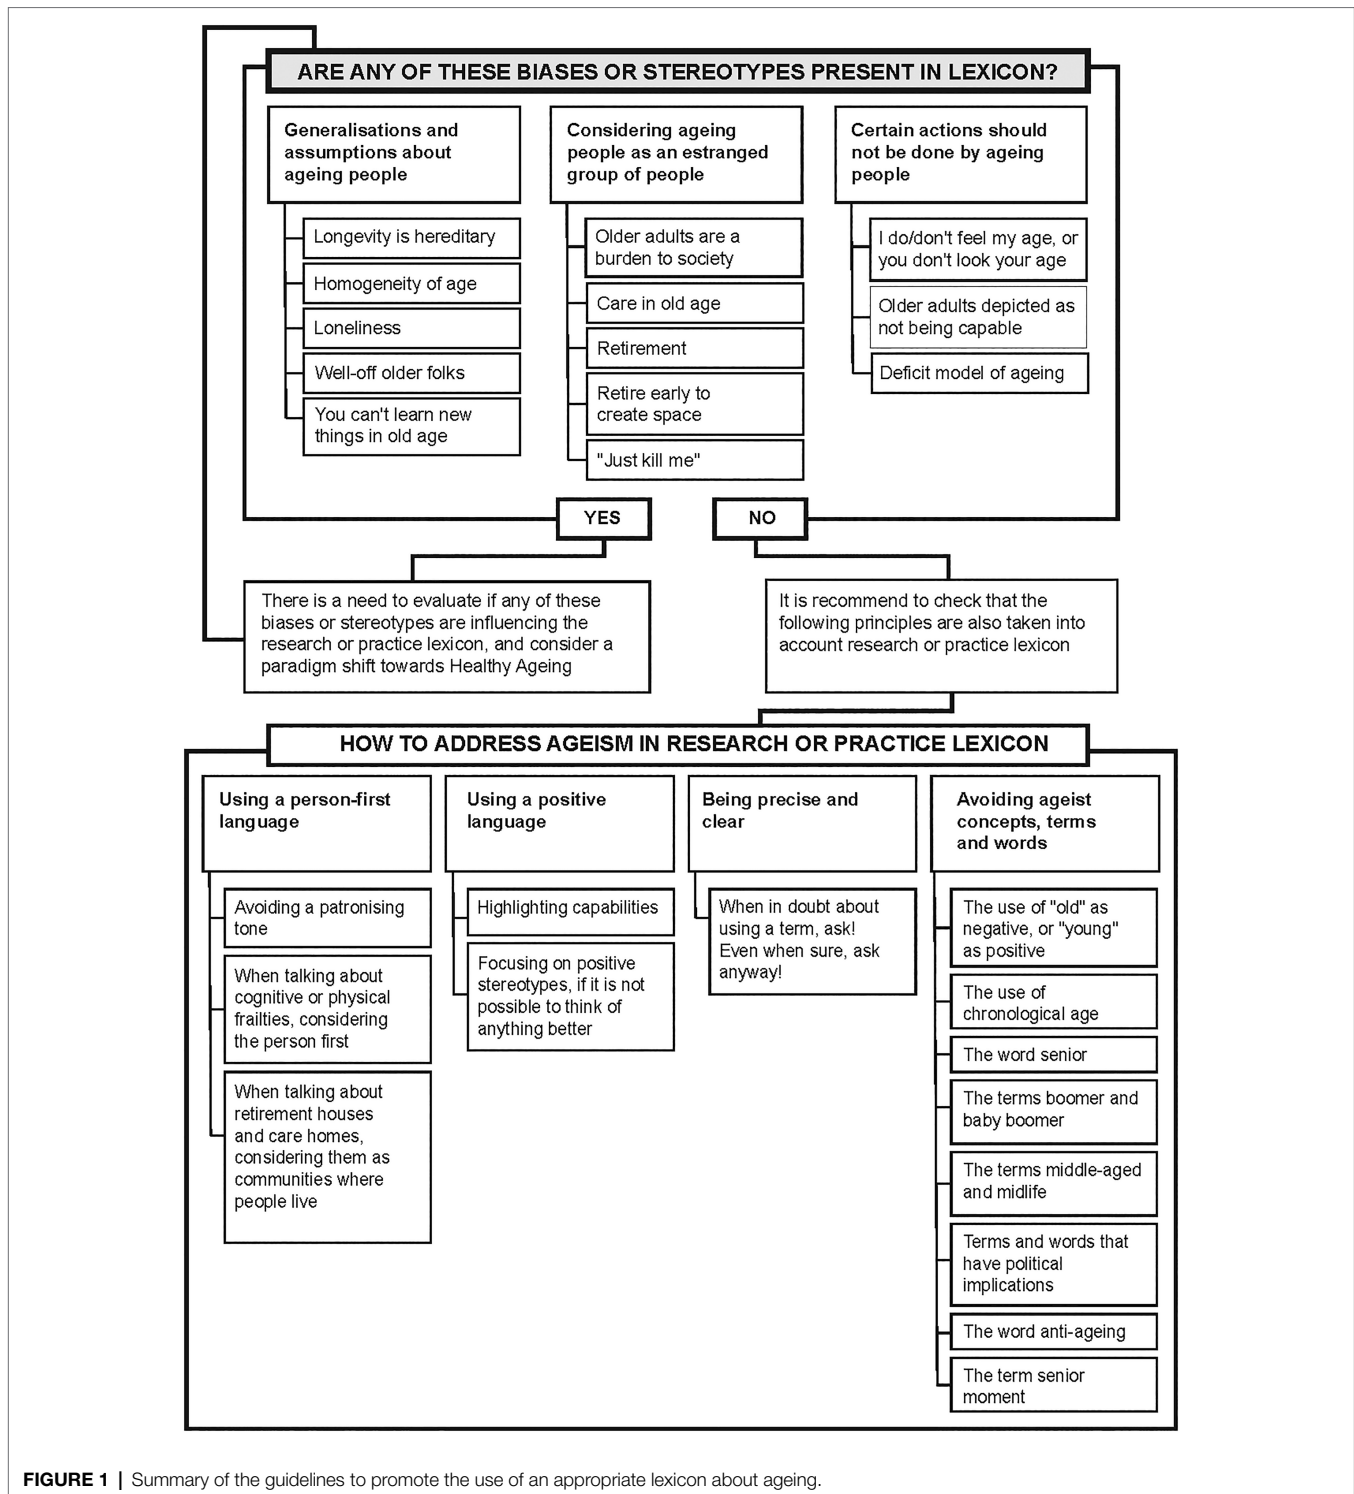 ARE ANY OF THESE BIASES OR STEREOTYPES PRESENT IN LEXICON?
Generalisations and
assumptions about
ageing people
Longevity is hereditary
Homogeneity of age
Loneliness
Well-off older folks
You can't learn new
things in old age
Considering ageing
people as an estranged
group of people
Older adults are a
burden to society
Care in old age
Retirement
Retire early to
create space
"Just kill me"
Certain actions should
not be done by ageing
people
I do/don't feel my age, or
you don't look your age
Older adults depicted as
not being capable
Deficit model of ageing
YES
NO
There is a need to evaluate if any of these
biases or stereotypes are influencing the
research or practice lexicon, and consider a
paradigm shift towards Healthy Ageing
It is recommend to check that the
following principles are also taken into
account research or practice lexicon
HOW TO ADDRESS AGEISM IN RESEARCH OR PRACTICE LEXICON
Using a person-first
language
Avoiding a patronising
tone
When talking about
cognitive or physical
frailties, considering
the person first
When talking about
retirement houses
and care homes,
considering them as
communities where
people live
Using a positive
language
Highlighting capabilities
Focusing on positive
stereotypes, if it is not
possible to think of
anything better
Being precise and
clear
When in doubt about
using a term, ask!
Even when sure, ask
anyway!
Avoiding ageist
concepts, terms
and words
The use of "old" as
negative, or "young"
as positive
The use of
chronological age
The word senior
The terms boomer and
baby boomer
The terms middle-aged
and midlife
Terms and words that
have political
implications
The word anti-ageing
The term senior
moment
FIGURE 1 | Summary of the guidelines to promote the use of an appropriate lexicon about ageing.